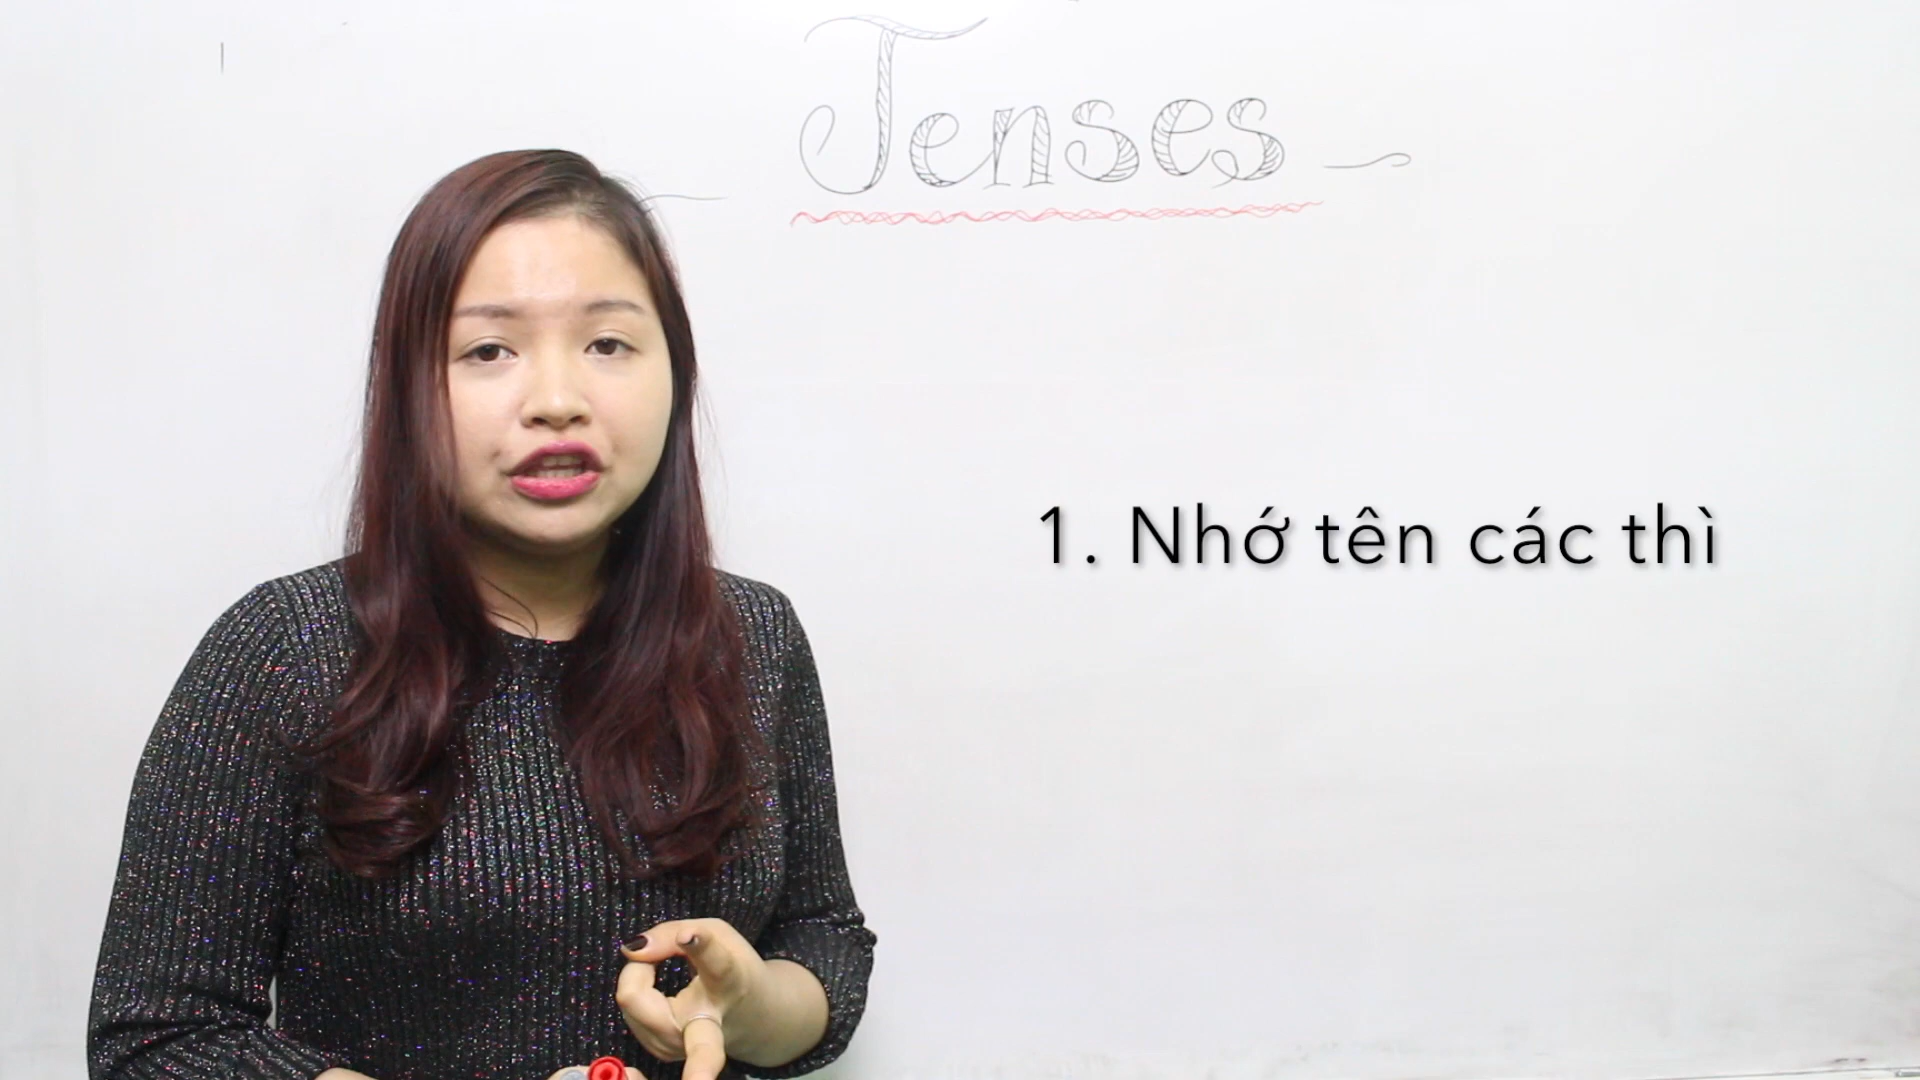 Tenses
1. Nhớ tên các thì